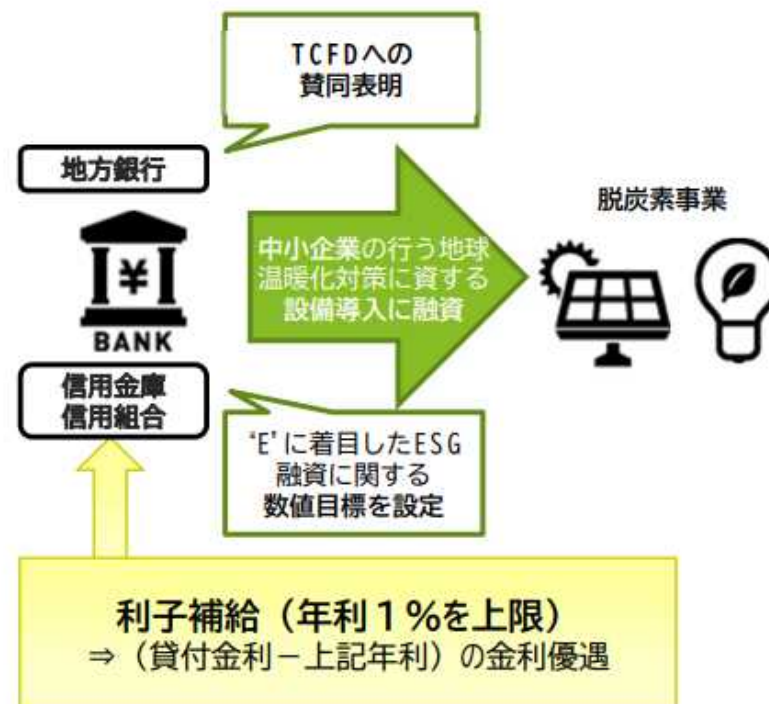 TCFDへの
賛同表明
地方銀行
¥
BANK
信用金庫
信用組合
中小企業の行う地球
温暖化対策に資する
設備導入に融資
脱炭素事業
‘E’に着目したESG
融資に関する
数値目標を設定
利子補給（年利１％を上限）
⇒（貸付金利－上記年利）の金利優遇